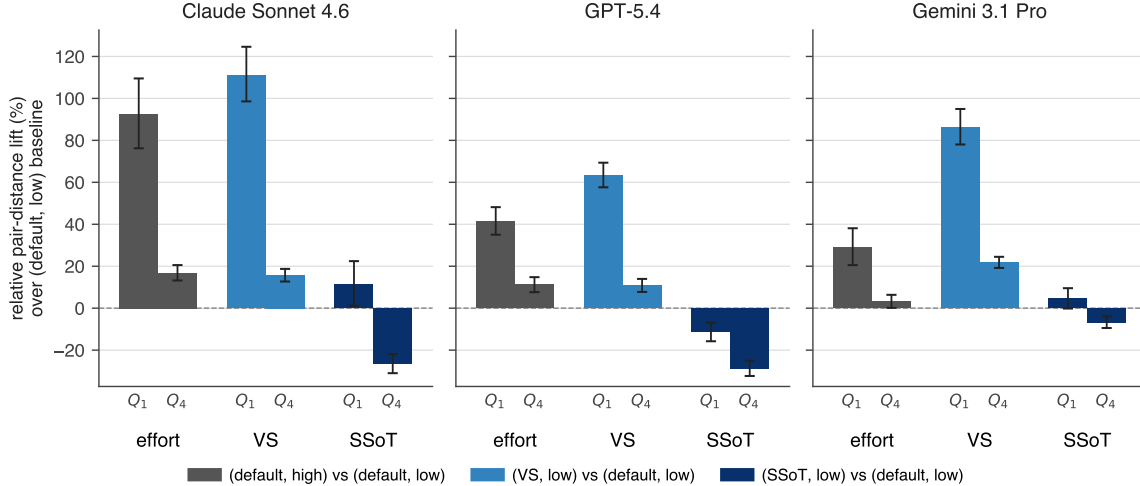 Claude Sonnet 4.6
GPT-5.4
Gemini 3.1 Pro
relative pair-distance lift (%)
over (default, low) baseline
120
100
80
60
40
20
0
−20
Q1 Q4 Q1 Q4 Q1 Q4
effort VS SSoT
Q1 Q4 Q1 Q4 Q1 Q4
effort VS SSoT
Q1 Q4 Q1 Q4 Q1 Q4
effort VS SSoT
(default, high) vs (default, low)
(VS, low) vs (default, low)
(SSoT, low) vs (default, low)